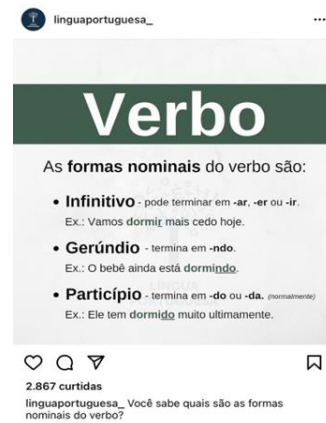 linguaportuguesa_
Verbo
As formas nominais do verbo são:
• Infinitivo - pode terminar em -ar, -er ou -ir.
Ex.: Vamos dormir mais cedo hoje.
• Gerúndio - termina em -ndo.
Ex.: O bebê ainda está dormindo.
• Particípio - termina em -do ou -da. (normalmente)
Ex.: Ele tem dormido muito ultimamente.
LÍNGUA
PORTUGUESA
2.867 curtidas
linguaportuguesa_ Você sabe quais são as formas
nominais do verbo?